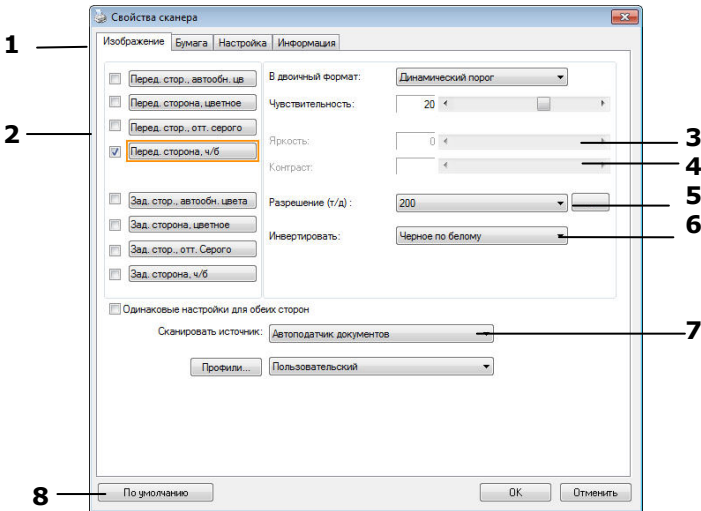 Свойства сканера
1
Изображение Бумага Настройка Информация
Перед. стор., автообн. цв
В двоичный формат: Динамический порог
Перед. сторона, цветное
Чувствительность: 20
2
Перед. стор., отт. серого
Яркость: 0
3
Перед. сторона, ч/б
Контраст:
4
Зад. стор., автообн. цвета
Разрешение (т/д) : 200
5
Зад. сторона, цветное
Инвертировать: Черное по белому
6
Зад. стор., отт. Серого
Зад. сторона, ч/б
Одинаковые настройки для обеих сторон
Сканировать источник: Автоподатчик документов
7
Профили... Пользовательский
8
По умолчанию OK Отменить